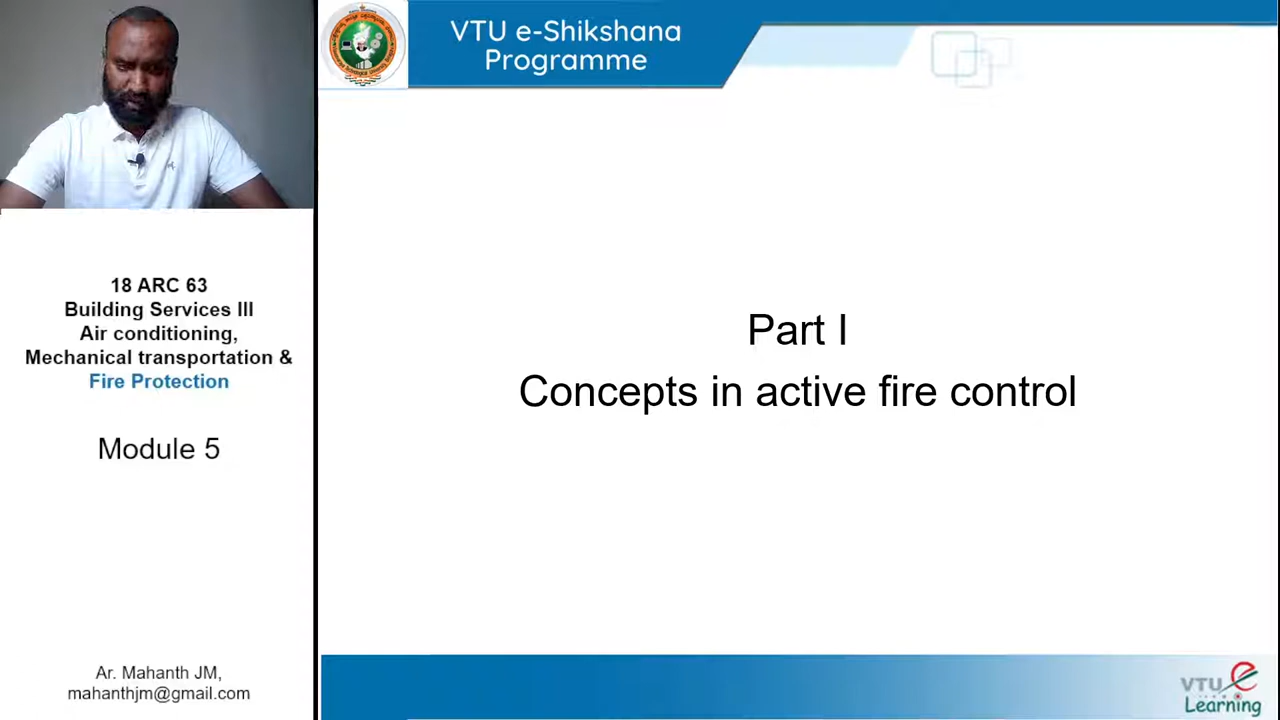 VTU e-Shikshana
Programme
18 ARC 63
Building Services III
Air conditioning,
Mechanical transportation &
Fire Protection
Module 5
Part I
Concepts in active fire control
Ar. Mahanth JM,
mahanthjm@gmail.com
VTU e
Learning